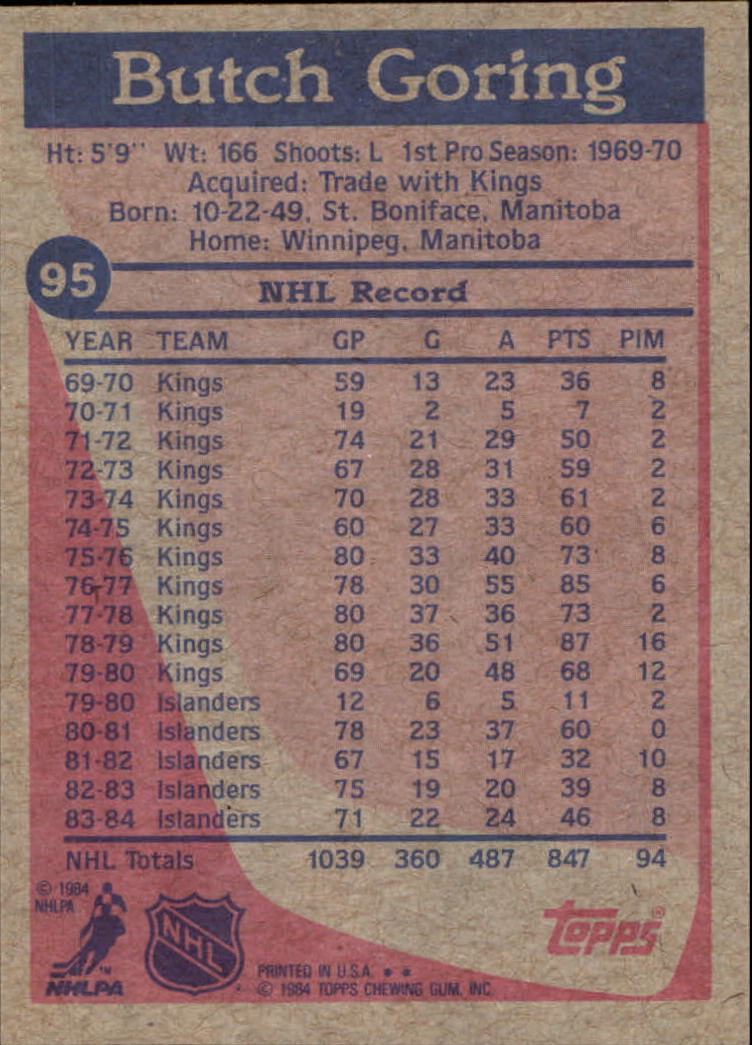 Butch Goring
Ht: 5'9" Wt: 166 Shoots: L 1st Pro Season: 1969-70
Acquired: Trade with Kings
Born: 10-22-49, St. Boniface, Manitoba
Home: Winnipeg, Manitoba
95
NHL Record
YEAR TEAM GP G A PTS PIM
69-70 Kings 59 13 23 36 8
70-71 Kings 19 2 5 7 2
71-72 Kings 74 21 29 50 2
72-73 Kings 67 28 31 59 2
73-74 Kings 70 28 33 61 2
74-75 Kings 60 27 33 60 6
75-76 Kings 80 33 40 73 8
76-77 Kings 78 30 55 85 6
77-78 Kings 80 37 36 73 2
78-79 Kings 80 36 51 87 16
79-80 Kings 69 20 48 68 12
79-80 Islanders 12 6 5 11 2
80-81 Islanders 78 23 37 60 0
81-82 Islanders 67 15 17 32 10
82-83 Islanders 75 19 20 39 8
83-84 Islanders 71 22 24 46 8
NHL Totals 1039 360 487 847 94
© 1984
NHLPA
NHL
TM
NHLPA
topps®
PRINTED IN U.S.A. * *
© 1984 TOPPS CHEWING GUM, INC.